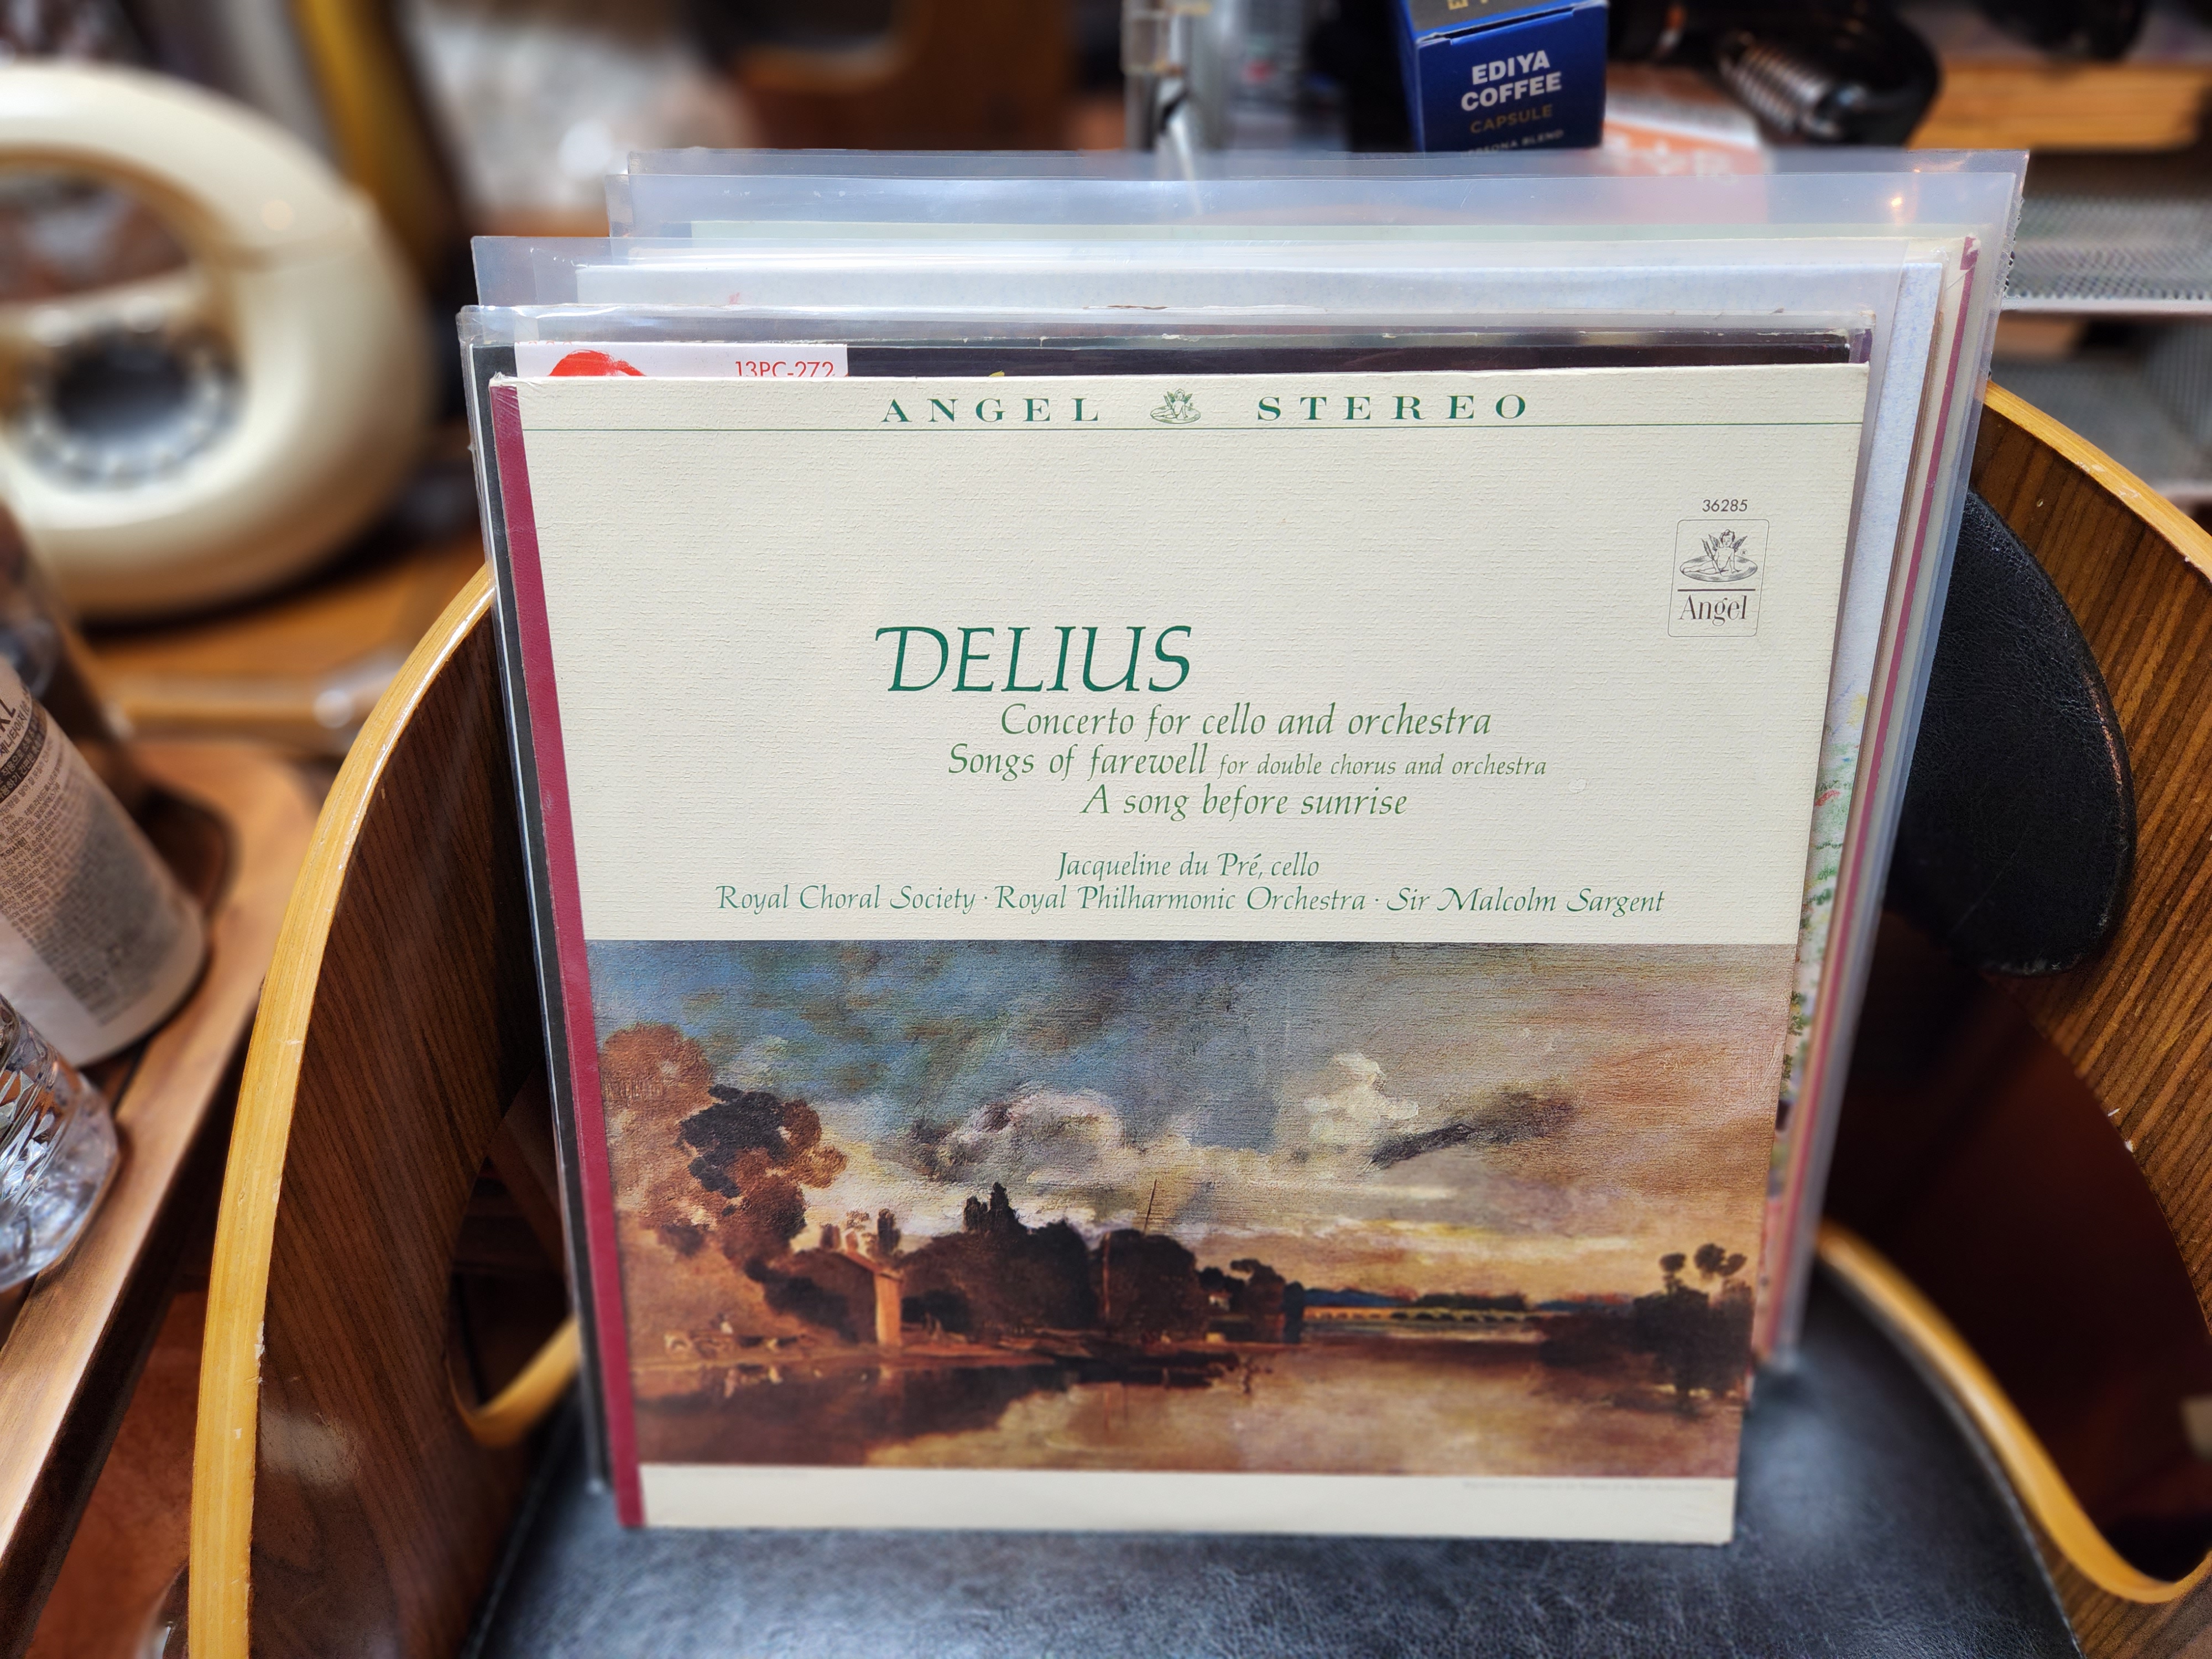 EDIYA
COFFEE
CAPSULE
BLEND
13PC-272
ANGEL STEREO
36285
Angel
DELIUS
Concerto for cello and orchestra
Songs of farewell for double chorus and orchestra
A song before sunrise
Jacqueline du Pré, cello
Royal Choral Society · Royal Philharmonic Orchestra · Sir Malcolm Sargent